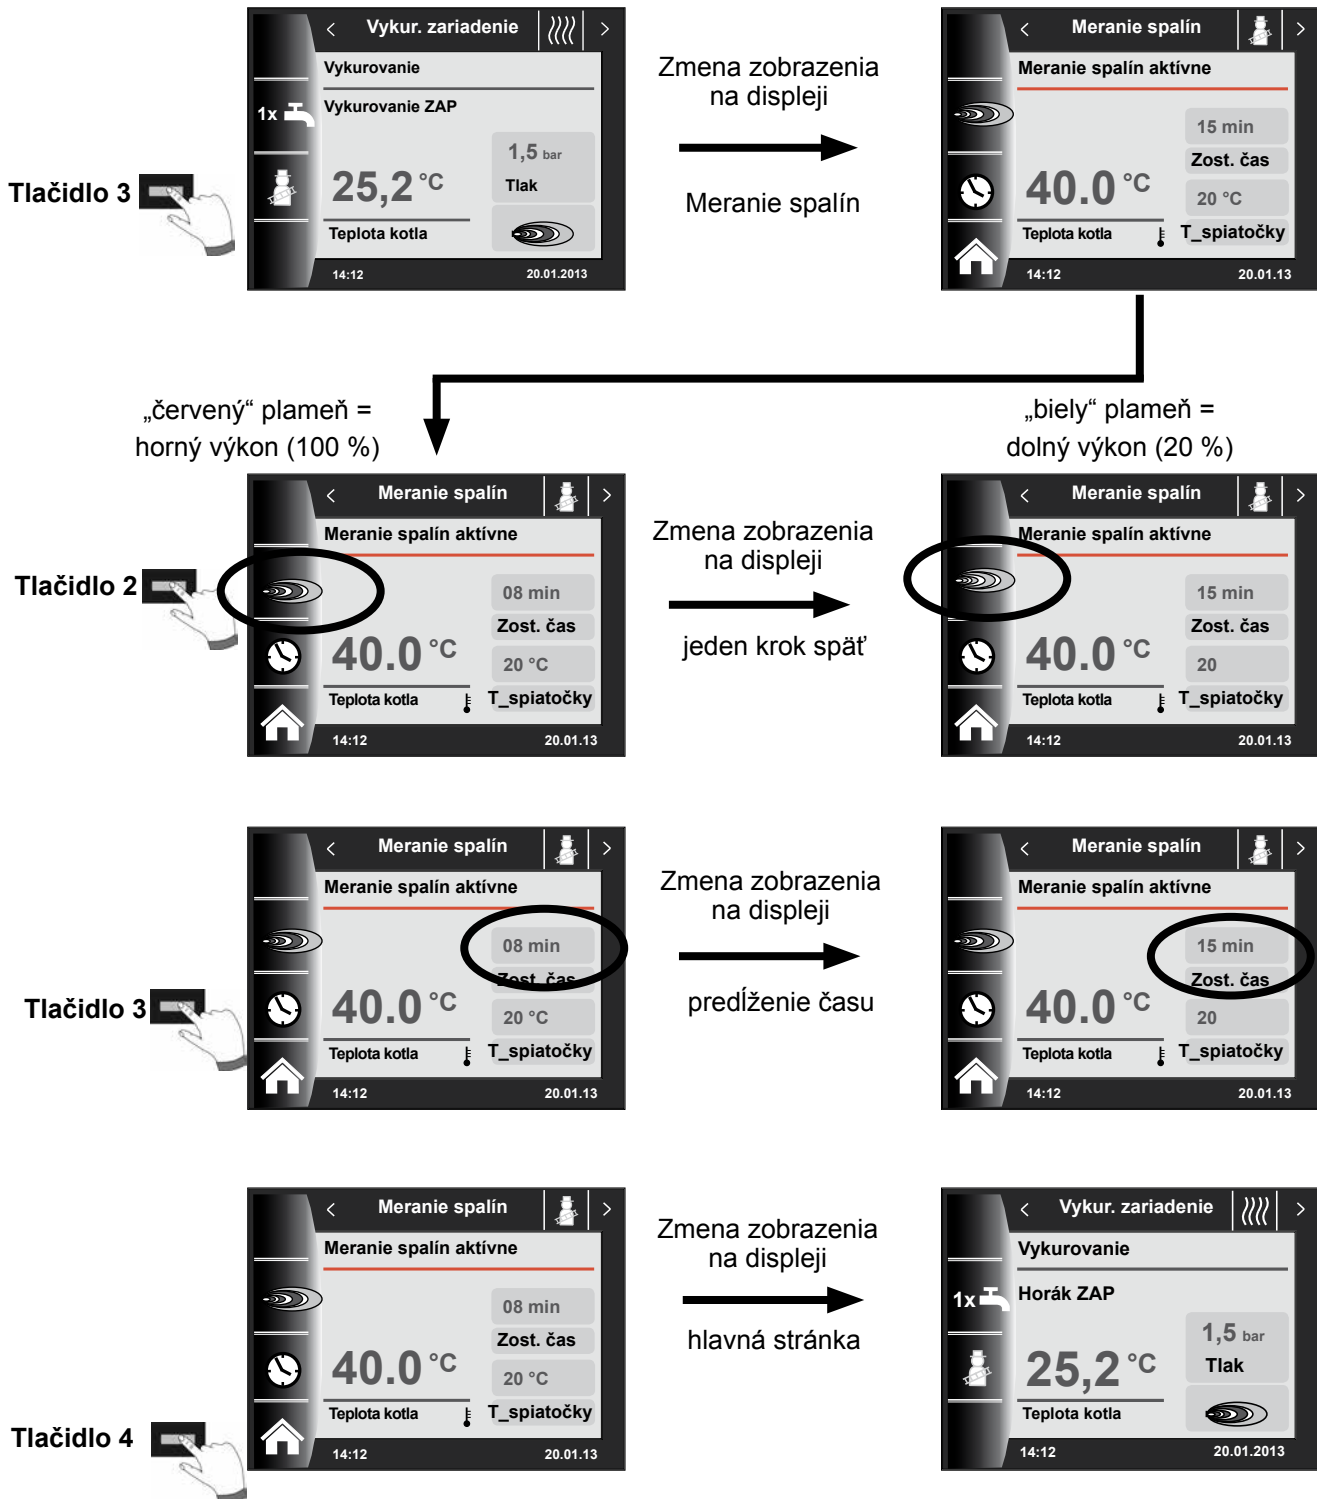 Vykur. zariadenie
Vykurovanie
Vykurovanie ZAP
1x
1,5 bar
25,2 °C
Tlak
Teplota kotla
14:12 20.01.2013
Tlačidlo 3
Zmena zobrazenia
na displeji
Meranie spalín
Meranie spalín
Meranie spalín aktívne
15 min
Zost. čas
40.0 °C
20 °C
Teplota kotla
T_spiatočky
14:12 20.01.13
„červený“ plameň =
horný výkon (100 %)
„biely“ plameň =
dolný výkon (20 %)
Tlačidlo 2
Meranie spalín
Meranie spalín aktívne
08 min
Zost. čas
40.0 °C
20 °C
Teplota kotla
T_spiatočky
14:12 20.01.13
Zmena zobrazenia
na displeji
jeden krok späť
Meranie spalín
Meranie spalín aktívne
15 min
Zost. čas
40.0 °C
20
Teplota kotla
T_spiatočky
14:12 20.01.13
Tlačidlo 3
Meranie spalín
Meranie spalín aktívne
08 min
Zost. čas
40.0 °C
20 °C
Teplota kotla
T_spiatočky
14:12 20.01.13
Zmena zobrazenia
na displeji
predĺženie času
Meranie spalín
Meranie spalín aktívne
15 min
Zost. čas
40.0 °C
20
Teplota kotla
T_spiatočky
14:12 20.01.13
Tlačidlo 4
Meranie spalín
Meranie spalín aktívne
08 min
Zost. čas
40.0 °C
20 °C
Teplota kotla
T_spiatočky
14:12 20.01.13
Zmena zobrazenia
na displeji
hlavná stránka
Vykur. zariadenie
Vykurovanie
Horák ZAP
1x
1,5 bar
25,2 °C
Tlak
Teplota kotla
14:12 20.01.2013